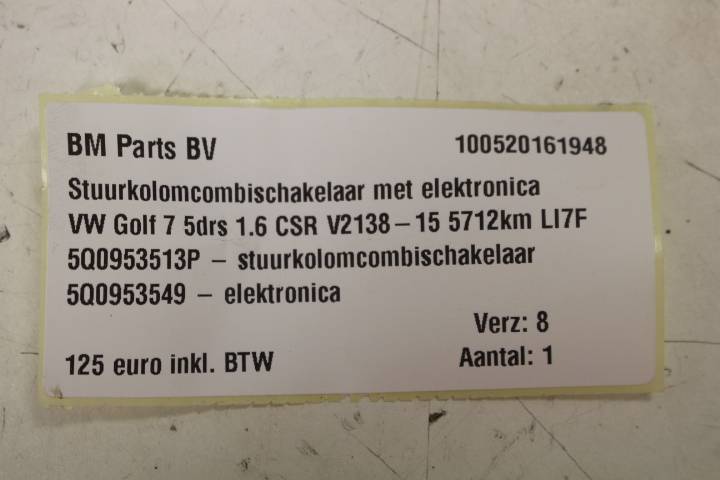 BM Parts BV 100520161948
Stuurkolomcombischakelaar met elektronica
VW Golf 7 5drs 1.6 CSR V2138 – 15 5712km LI7F
5Q0953513P – stuurkolomcombischakelaar
5Q0953549 – elektronica
Verz: 8
125 euro inkl. BTW Aantal: 1